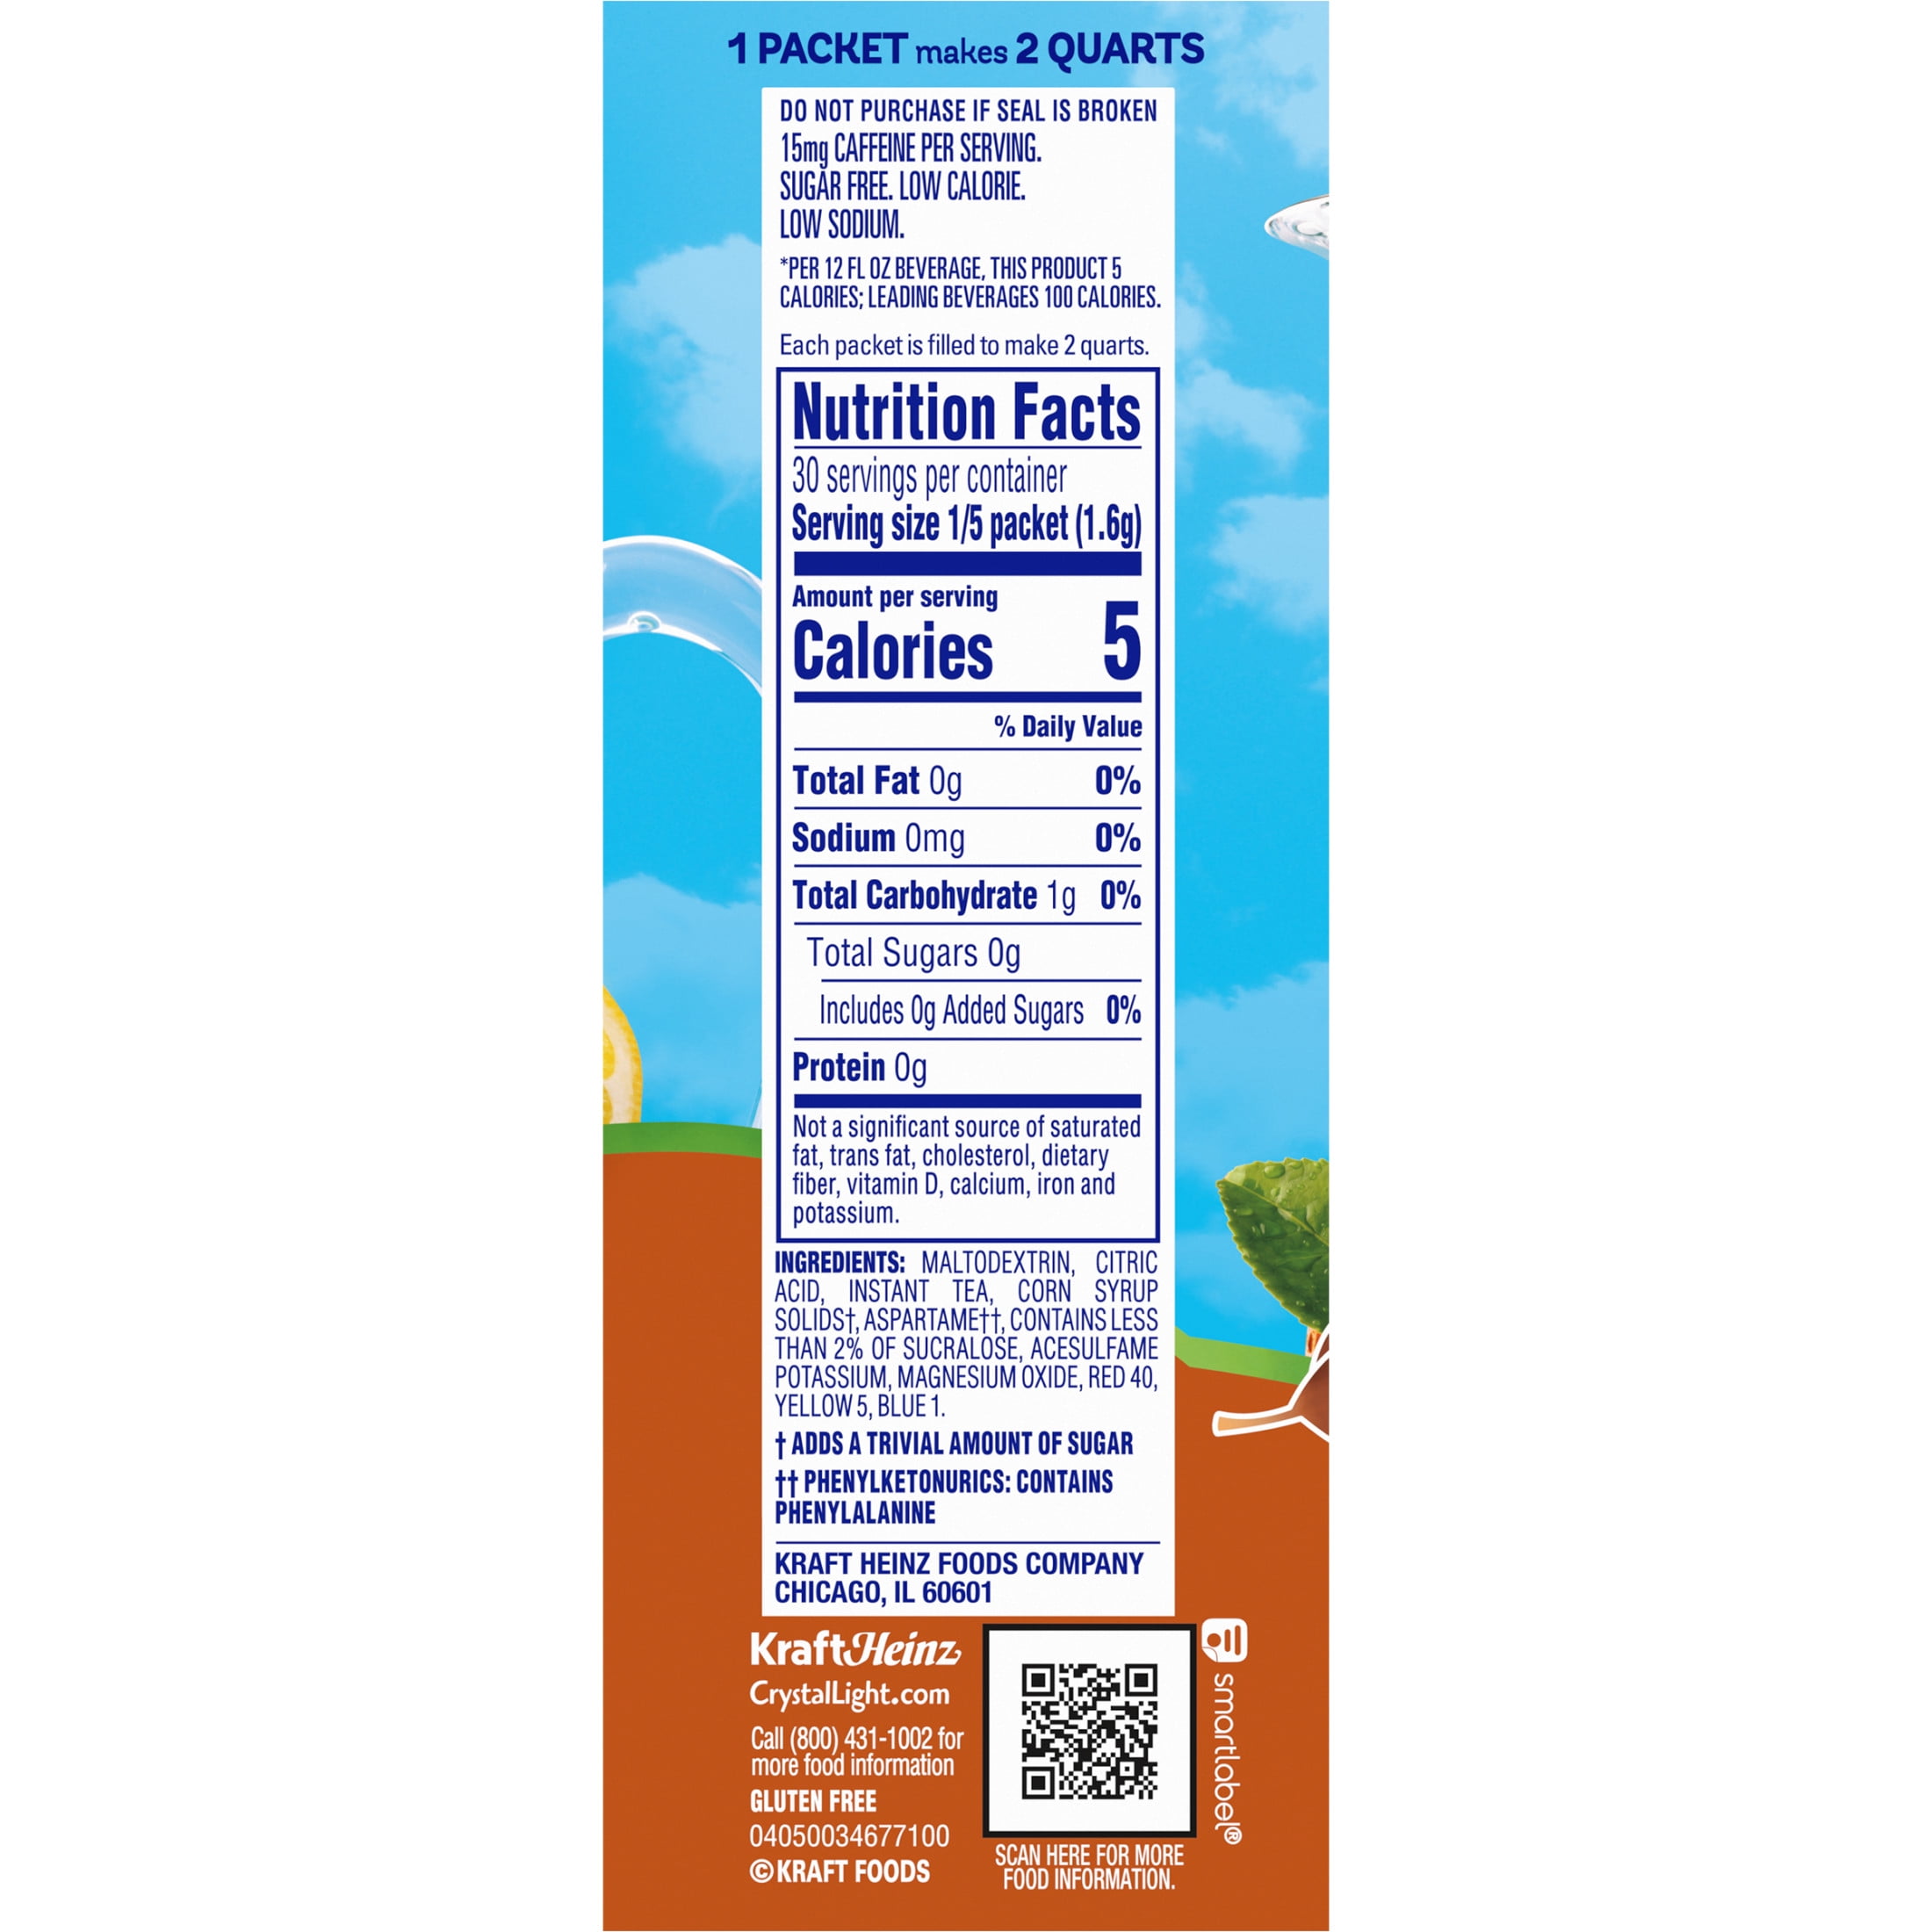 1 PACKET makes 2 QUARTS
DO NOT PURCHASE IF SEAL IS BROKEN
15mg CAFFEINE PER SERVING.
SUGAR FREE. LOW CALORIE.
LOW SODIUM.
*PER 12 FL OZ BEVERAGE, THIS PRODUCT 5
CALORIES; LEADING BEVERAGES 100 CALORIES.
Each packet is filled to make 2 quarts.
Nutrition Facts
30 servings per container
Serving size 1/5 packet (1.6g)
Amount per serving
Calories 5
% Daily Value
Total Fat 0g 0%
Sodium 0mg 0%
Total Carbohydrate 1g 0%
Total Sugars 0g
Includes 0g Added Sugars 0%
Protein 0g
Not a significant source of saturated
fat, trans fat, cholesterol, dietary
fiber, vitamin D, calcium, iron and
potassium.
INGREDIENTS: MALTODEXTRIN, CITRIC
ACID, INSTANT TEA, CORN SYRUP
SOLIDS†, ASPARTAME††, CONTAINS LESS
THAN 2% OF SUCRALOSE, ACESULFAME
POTASSIUM, MAGNESIUM OXIDE, RED 40,
YELLOW 5, BLUE 1.
† ADDS A TRIVIAL AMOUNT OF SUGAR
†† PHENYLKETONURICS: CONTAINS
PHENYLALANINE
KRAFT HEINZ FOODS COMPANY
CHICAGO, IL 60601
KraftHeinz
CrystalLight.com
Call (800) 431-1002 for
more food information
GLUTEN FREE
04050034677100
© KRAFT FOODS
smartlabel®
SCAN HERE FOR MORE
FOOD INFORMATION.